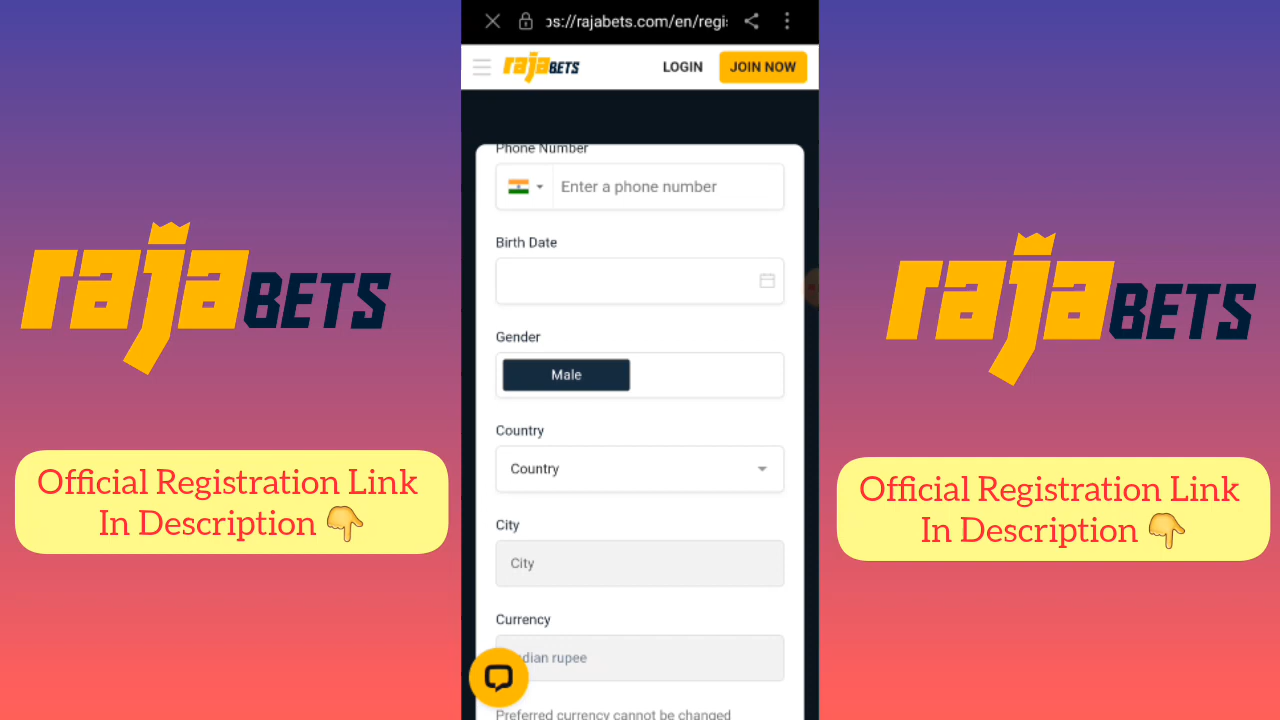 ps://rajabets.com/en/regi
rajaBETS
LOGIN
JOIN NOW
Phone Number
Enter a phone number
Birth Date
Gender
Male
Country
Country
City
City
Currency
dian rupee
Preferred currency cannot be changed
rajaBETS
Official Registration Link
In Description 👇
rajaBETS
Official Registration Link
In Description 👇